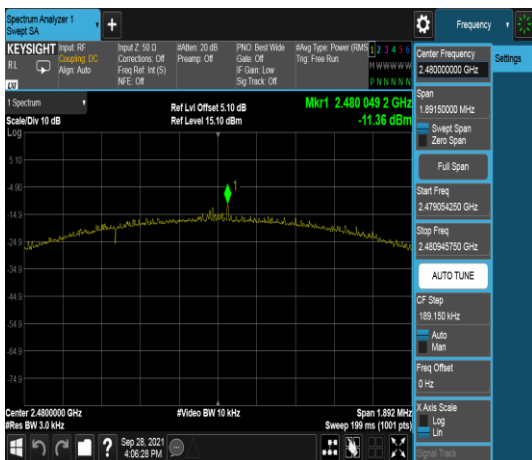 Spectrum Analyzer 1
Swept SA
+
Frequency
KEYSIGHT
RL
LXI
Input: RF
Coupling: DC
Align: Auto
Input Z: 50 Ω
Corrections: Off
Freq Ref: Int (S)
NFE: Off
#Atten: 20 dB
Preamp: Off
PNO: Best Wide
Gate: Off
IF Gain: Low
Sig Track: Off
#Avg Type: Power (RMS
Trig: Free Run
1 2 3 4 5 6
M W W W W W
P N N N N N
1 Spectrum
Scale/Div 10 dB
Log
Ref Lvl Offset 5.10 dB
Ref Level 15.10 dBm
Mkr1 2.480 049 2 GHz
-11.36 dBm
5.10
-4.90
-14.9
-24.9
-34.9
-44.9
-54.9
-64.9
-74.9
1
Center 2.4800000 GHz
#Res BW 3.0 kHz
#Video BW 10 kHz
Span 1.892 MHz
Sweep 199 ms (1001 pts)
Center Frequency
2.480000000 GHz
Span
1.89150000 MHz
Swept Span
Zero Span
Full Span
Start Freq
2.479054250 GHz
Stop Freq
2.480945750 GHz
AUTO TUNE
CF Step
189.150 kHz
Auto
Man
Freq Offset
0 Hz
X Axis Scale
Log
Lin
Signal Track
Settings
?
Sep 28, 2021
4:06:28 PM